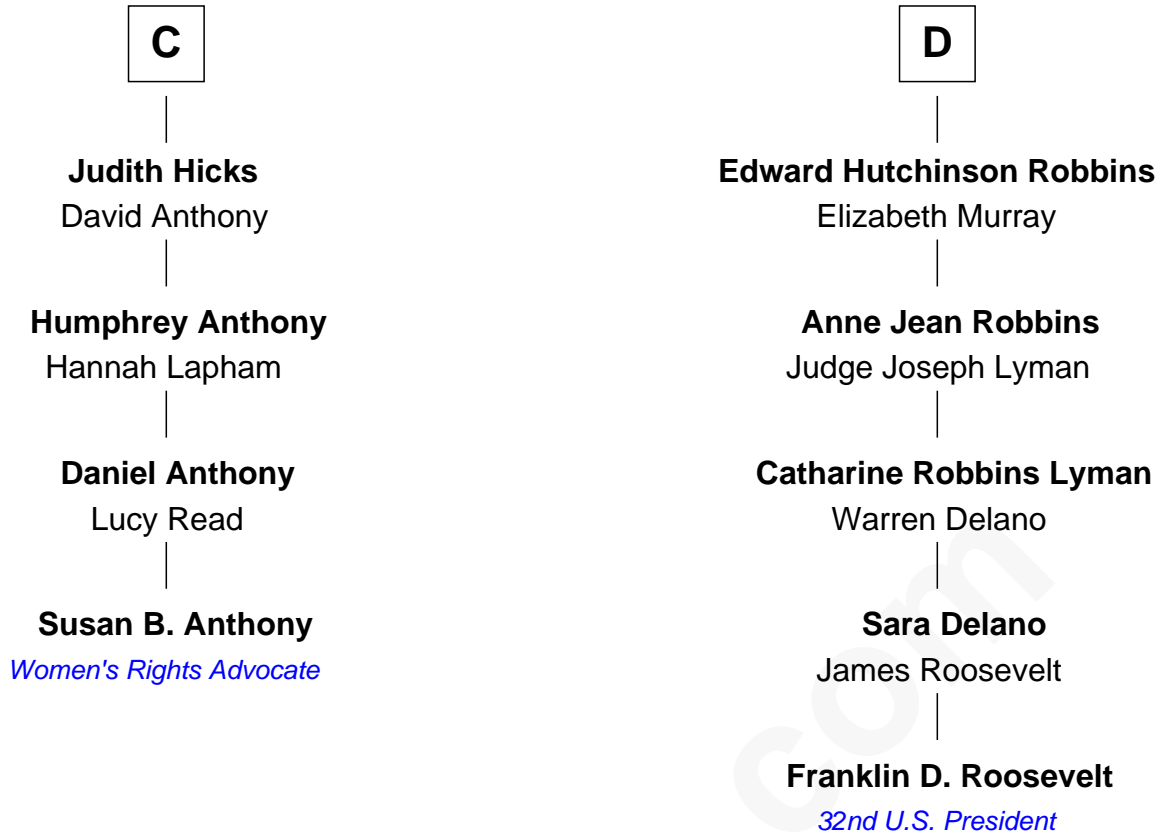 C
Judith Hicks
David Anthony
Humphrey Anthony
Hannah Lapham
Daniel Anthony
Lucy Read
Susan B. Anthony
Women's Rights Advocate
D
Edward Hutchinson Robbins
Elizabeth Murray
Anne Jean Robbins
Judge Joseph Lyman
Catharine Robbins Lyman
Warren Delano
Sara Delano
James Roosevelt
Franklin D. Roosevelt
32nd U.S. President
com